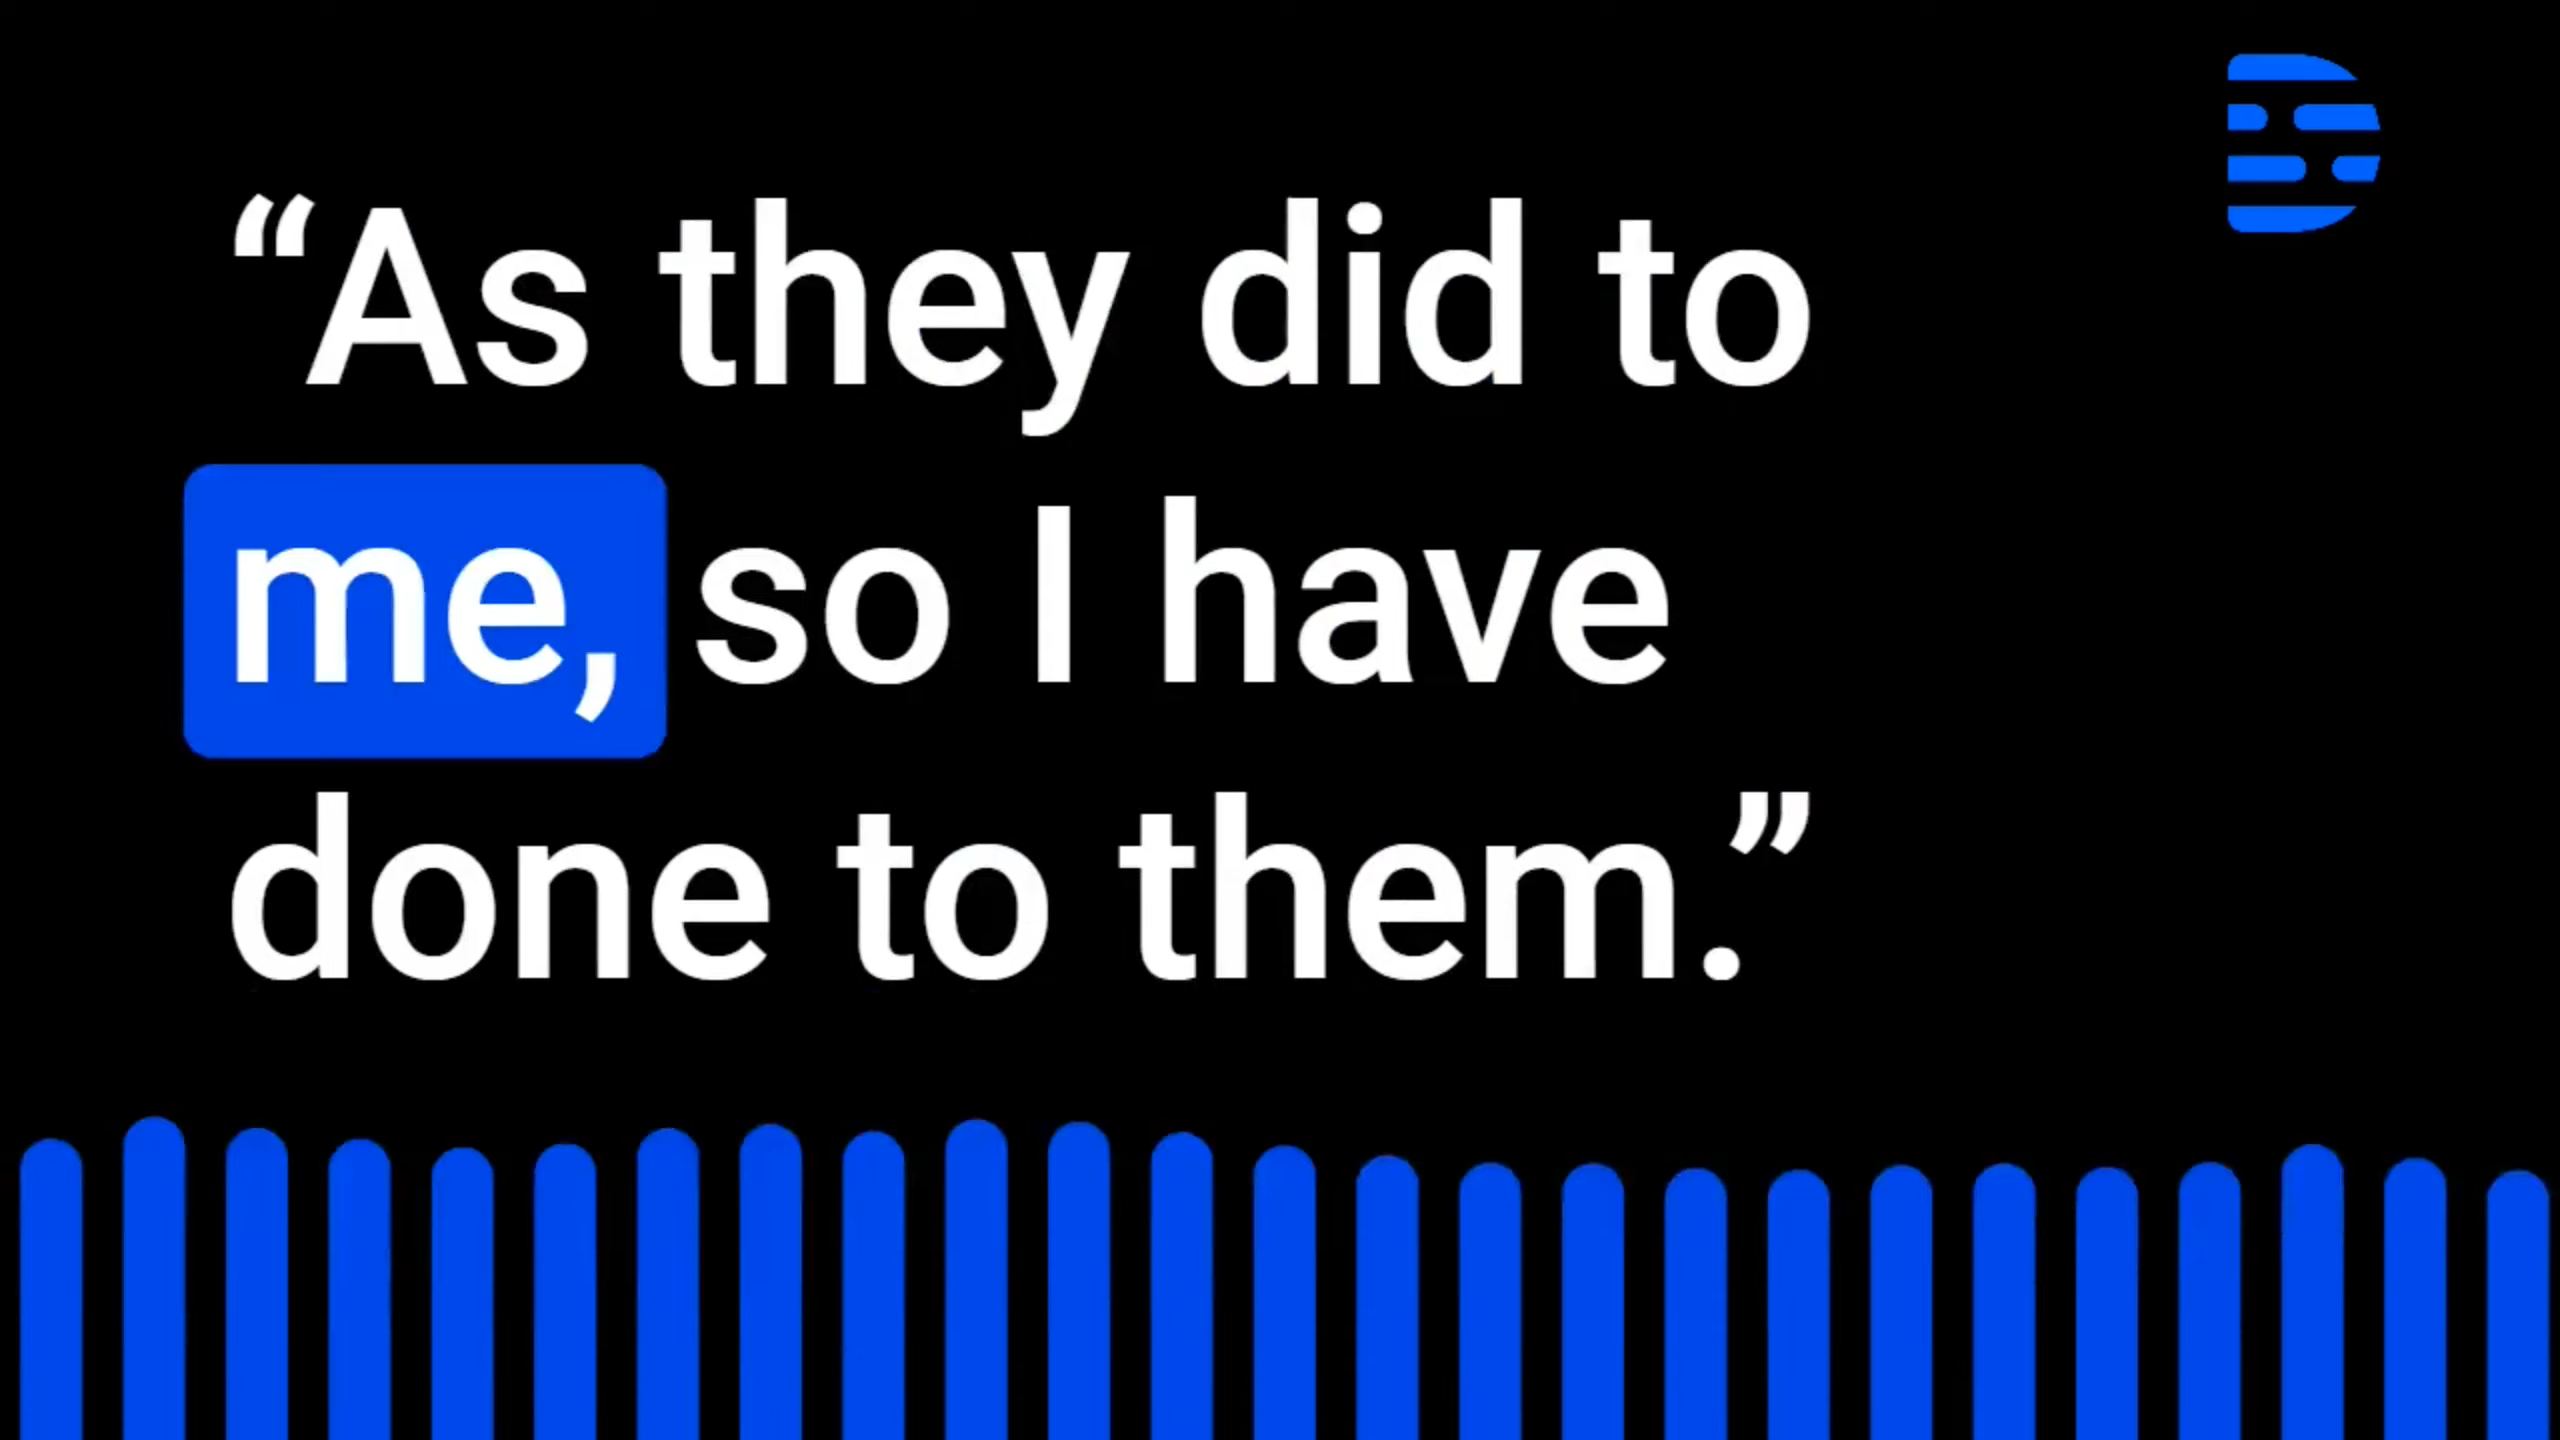 “As they did to
me, so I have
done to them.”